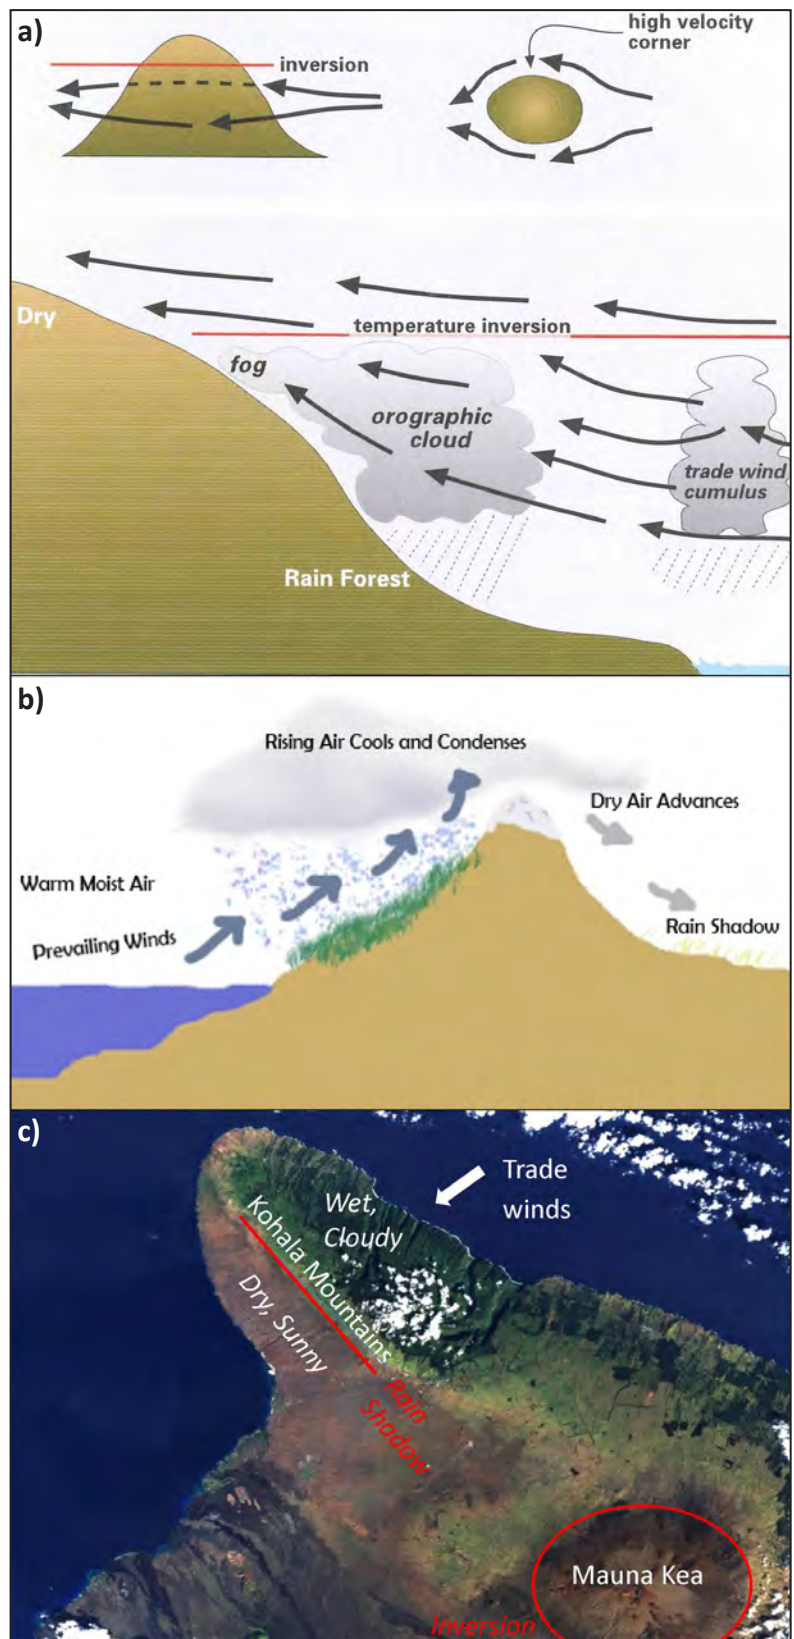 a)
inversion
high velocity
corner
Dry
temperature inversion
fog
orographic
cloud
trade wind
cumulus
Rain Forest
b)
Rising Air Cools and Condenses
Dry Air Advances
Warm Moist Air
Prevailing Winds
Rain Shadow
c)
Trade
winds
Wet,
Cloudy
Kohala Mountains
Dry, Sunny
Rain
Shadow
Mauna Kea
Inversion